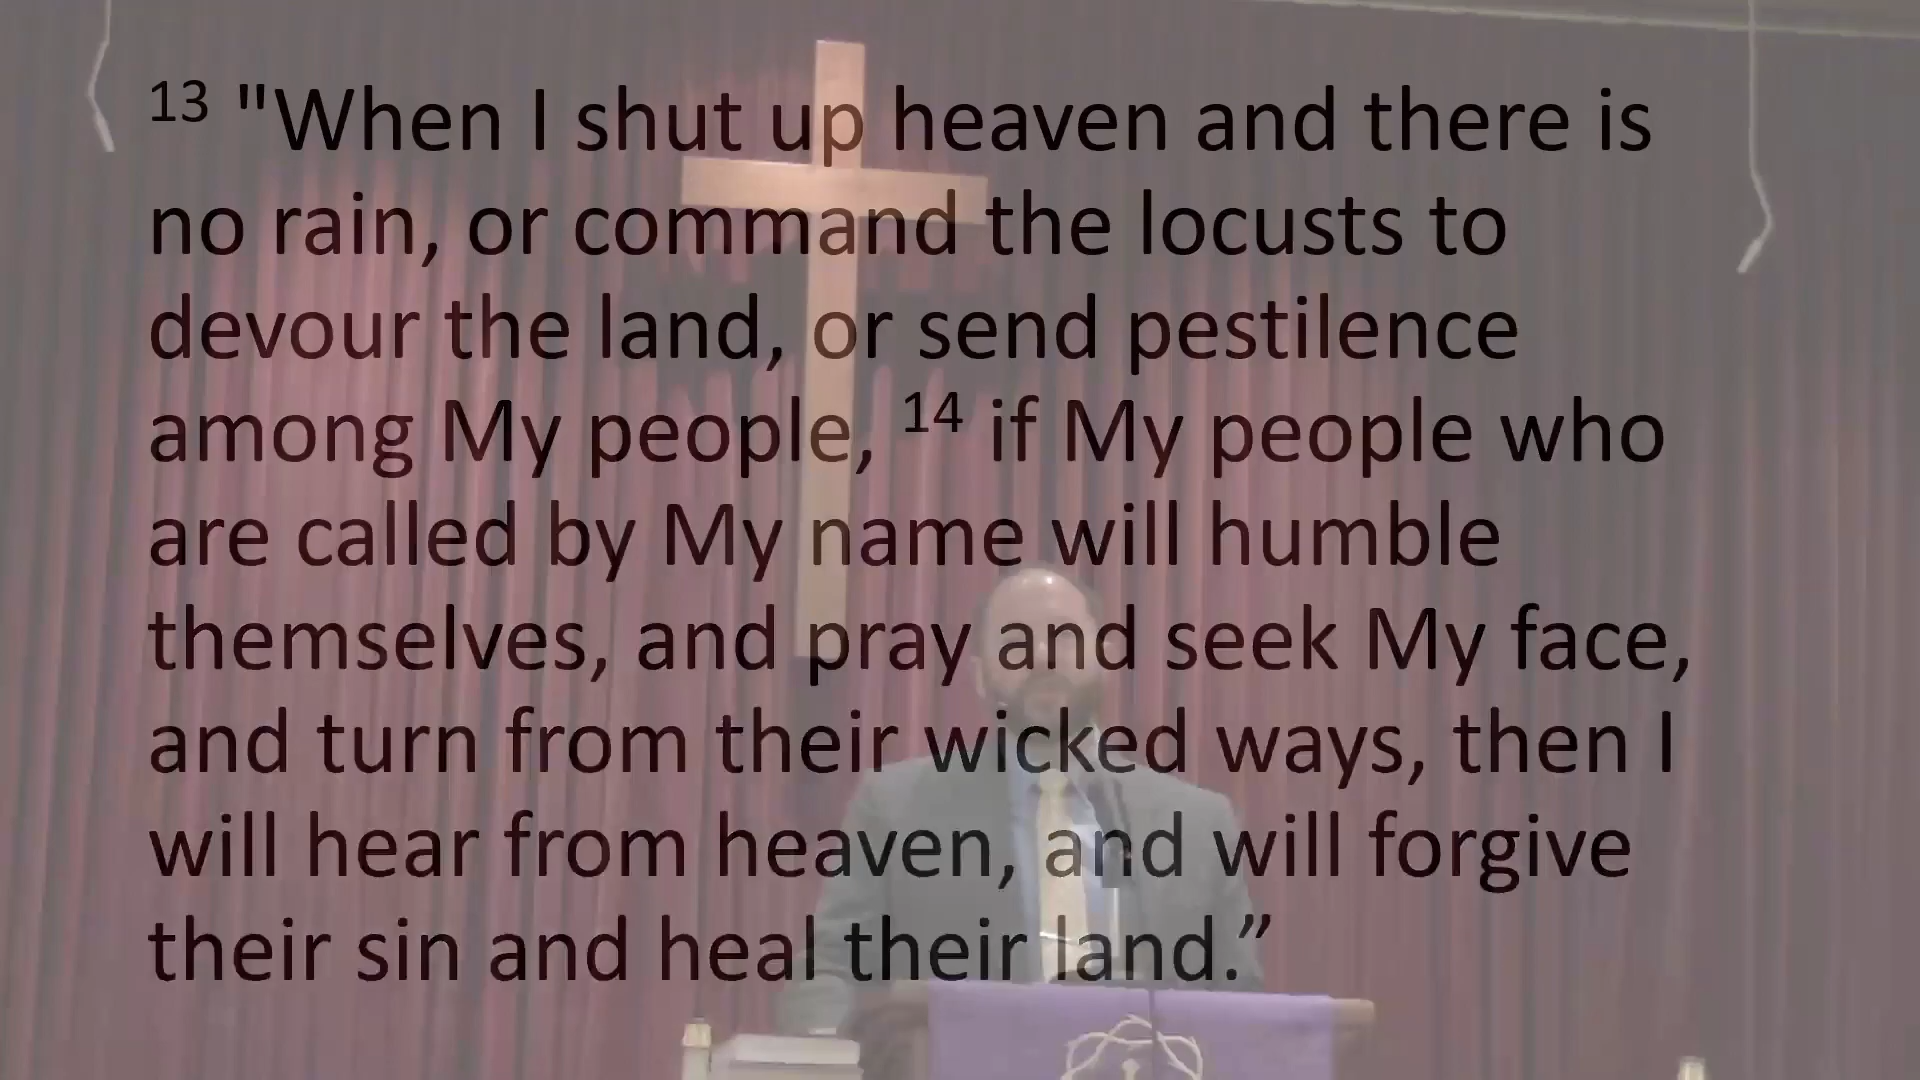 13 "When I shut up heaven and there is
no rain, or command the locusts to
devour the land, or send pestilence
among My people, 14 if My people who
are called by My name will humble
themselves, and pray and seek My face,
and turn from their wicked ways, then I
will hear from heaven, and will forgive
their sin and heal their land.”